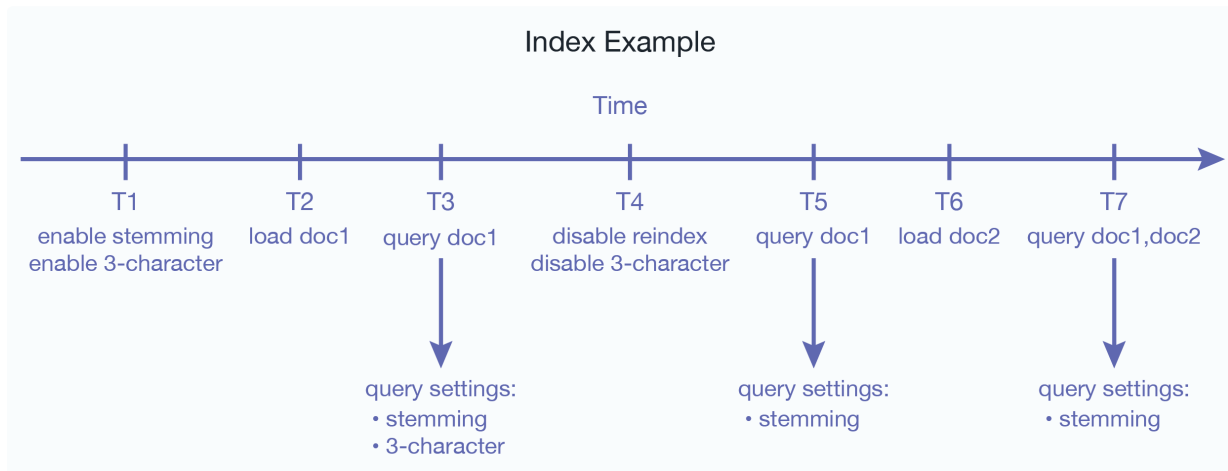 Index Example
Time
T1 T2 T3 T4 T5 T6 T7
enable stemming load doc1 query doc1 disable reindex query doc1 load doc2 query doc1,doc2
enable 3-character disable 3-character
query settings: query settings: query settings:
• stemming • stemming • stemming
• 3-character